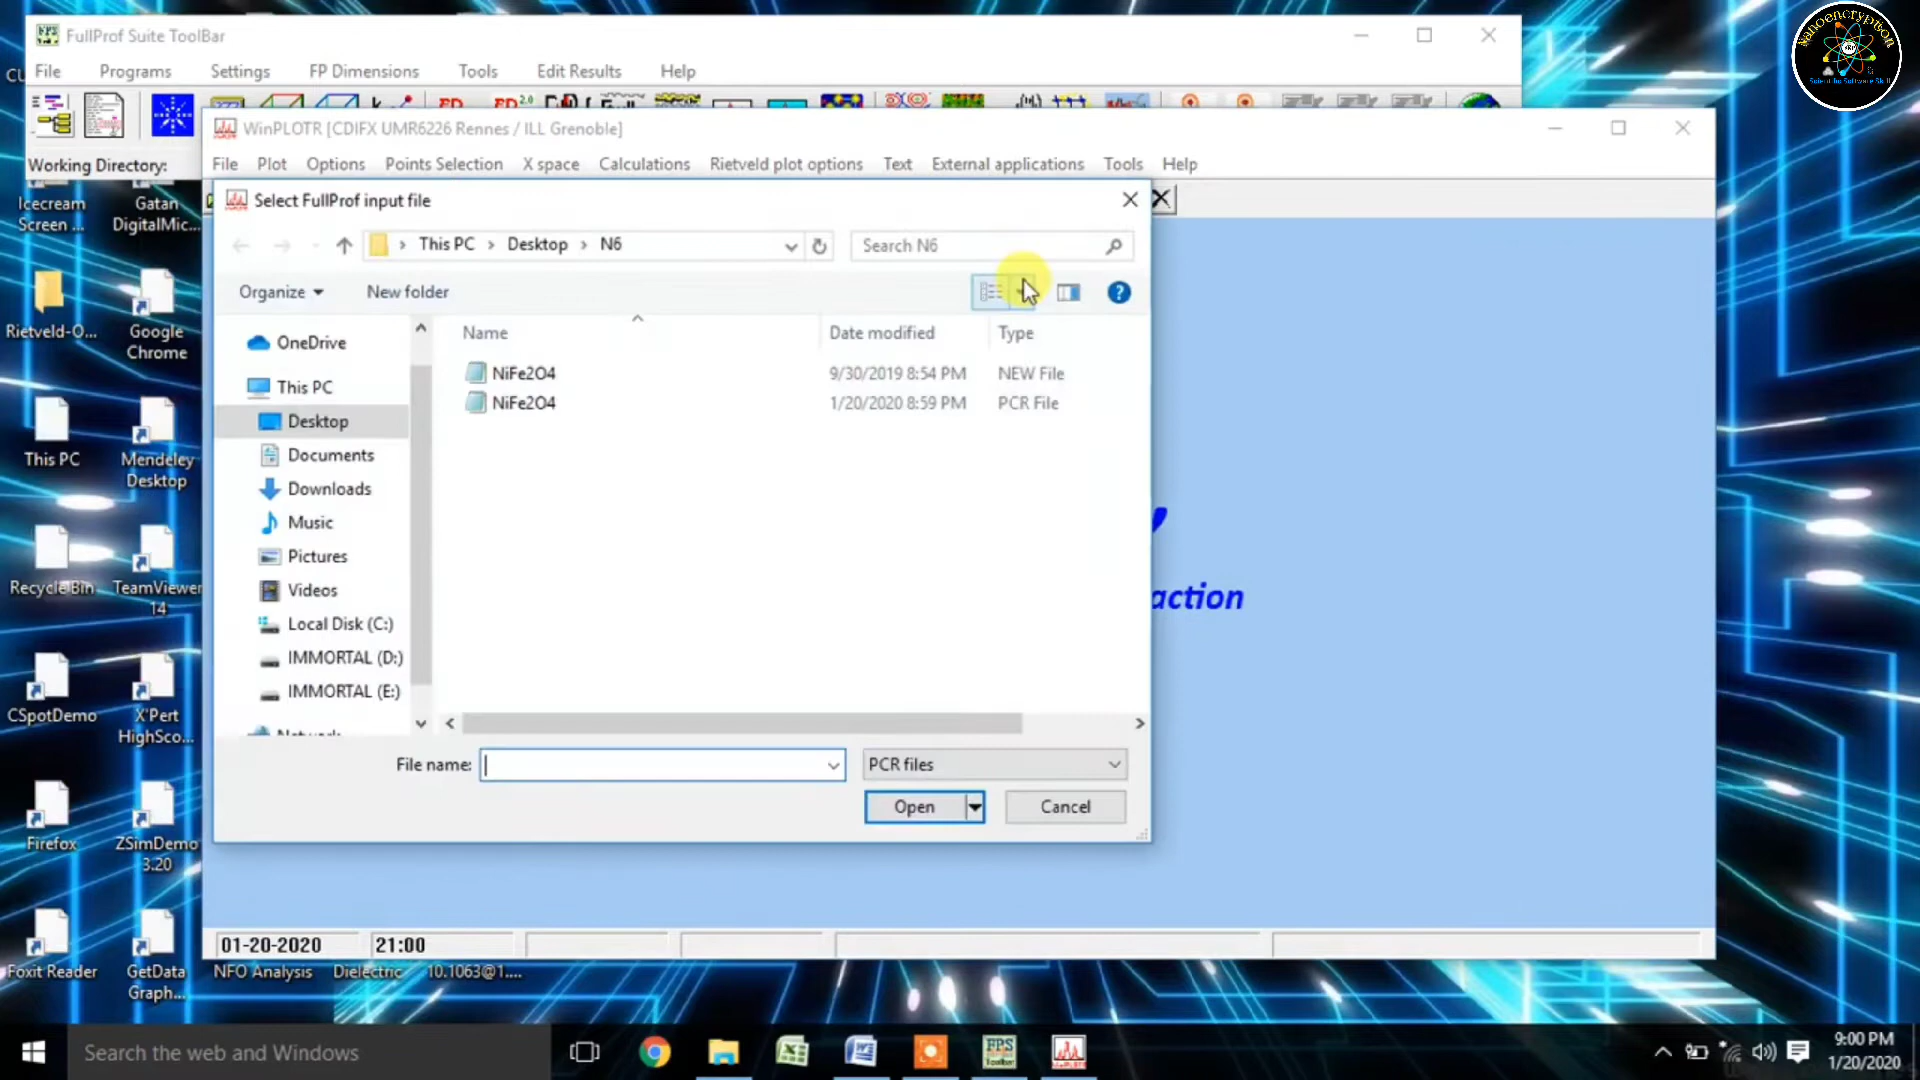 FullProf Suite ToolBar
File Programs Settings FP Dimensions Tools Edit Results Help
Working Directory:
WinPLOTR [CDIFX UMR6226 Rennes / ILL Grenoble]
File Plot Options Points Selection X space Calculations Rietveld plot options Text External applications Tools Help
Select FullProf input file
This PC Desktop N6
Search N6
Organize New folder
Name Date modified Type
NiFe2O4 9/30/2019 8:54 PM NEW File
NiFe2O4 1/20/2020 8:59 PM PCR File
OneDrive
This PC
Desktop
Documents
Downloads
Music
Pictures
Videos
Local Disk (C:)
IMMORTAL (D:)
IMMORTAL (E:)
Network
File name: PCR files
Open Cancel
action
01-20-2020 21:00
Icecream Gatan
Screen ... DigitalMic...
Rietveld-O... Google
Chrome
This PC Mendeley
Desktop
Recycle Bin TeamViewer
14
CSpotDemo X'Pert
HighSco...
Firefox ZSimDemo
3.20
Foxit Reader GetData
Graph...
NFO Analysis Dielectric 10.1063@1....
Search the web and Windows
9:00 PM
1/20/2020
Nanoencryption